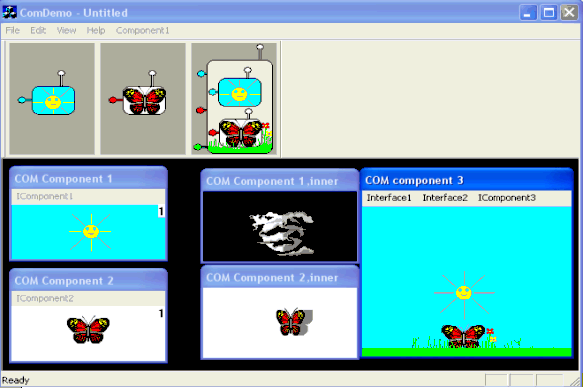 ComDemo - Untitled
File Edit View Help Component1
COM Component 1
IComponent1
1
COM Component 1,inner
COM component 3
Interface1 Interface2 IComponent3
COM Component 2
IComponent2
1
COM Component 2,inner
Ready